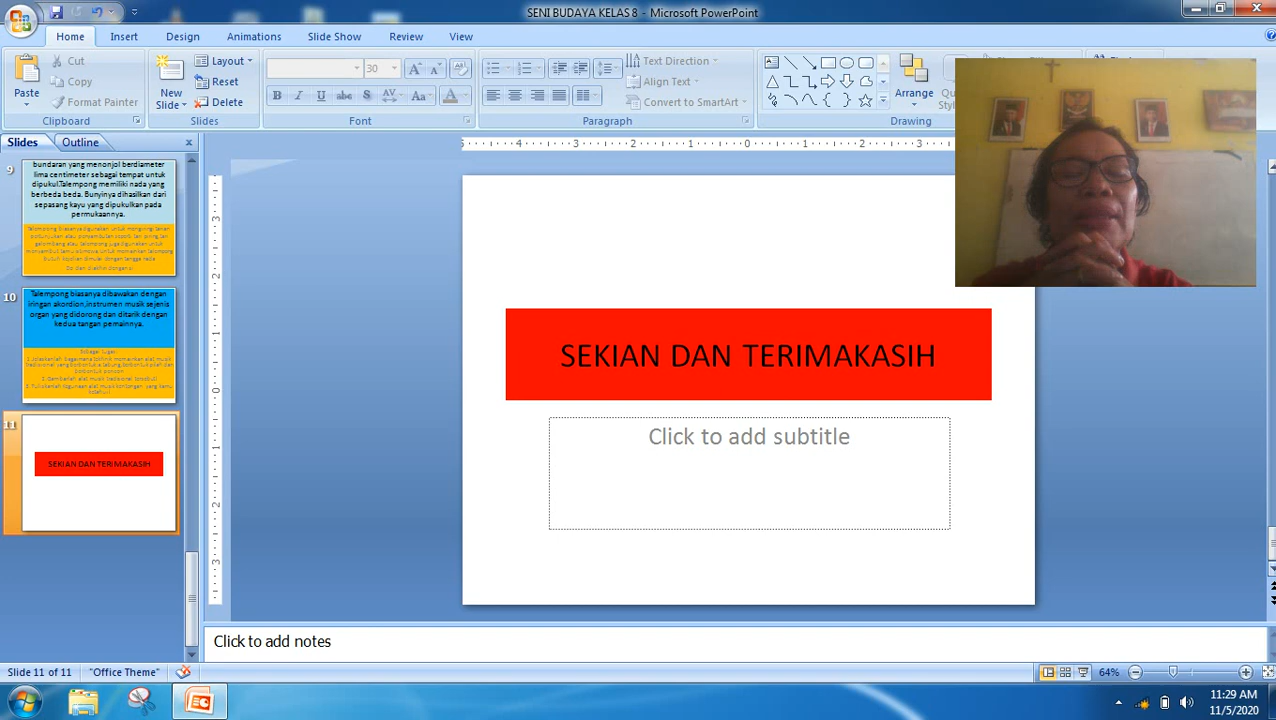 SENI BUDAYA KELAS 8 - Microsoft PowerPoint
Home Insert Design Animations Slide Show Review View
Paste
Cut
Copy
Format Painter
Clipboard
New Slide
Layout
Reset
Delete
Slides
30
Font
Text Direction
Align Text
Convert to SmartArt
Paragraph
Arrange
Drawing
Slides Outline
9
bundaran yang menonjol berdiameter
lima centimeter sebagai tempat untuk
dipukul.Talempong memiliki nada yang
berbeda beda. Bunyinya dihasilkan dari
sepasang kayu yang dipukulkan pada
permukaannya.
10
Talempong biasanya dibawakan dengan
iringan akordion,instrumen musik sejenis
organ yang didorong dan ditarik dengan
kedua tangan pemainnya.
11
SEKIAN DAN TERIMAKASIH
SEKIAN DAN TERIMAKASIH
Click to add subtitle
Click to add notes
Slide 11 of 11 "Office Theme" 64%
11:29 AM
11/5/2020